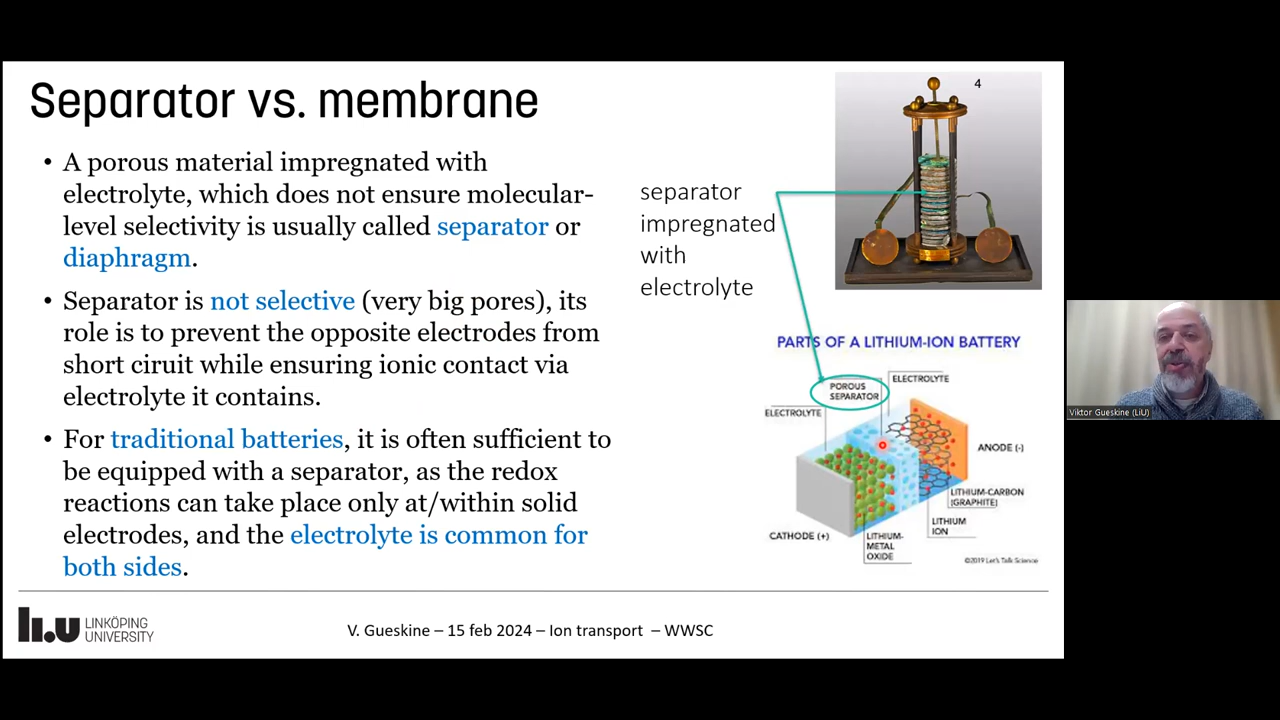 Separator vs. membrane
4
• A porous material impregnated with
electrolyte, which does not ensure molecular-
level selectivity is usually called separator or
diaphragm.
• Separator is not selective (very big pores), its
role is to prevent the opposite electrodes from
short ciruit while ensuring ionic contact via
electrolyte it contains.
• For traditional batteries, it is often sufficient to
be equipped with a separator, as the redox
reactions can take place only at/within solid
electrodes, and the electrolyte is common for
both sides.
separator
impregnated
with
electrolyte
PARTS OF A LITHIUM-ION BATTERY
POROUS
SEPARATOR
ELECTROLYTE
ELECTROLYTE
ANODE (-)
LITHIUM-CARBON
(GRAPHITE)
LITHIUM
ION
CATHODE (+)
LITHIUM-
METAL
OXIDE
©2019 Let's Talk Science
Viktor Gueskine (LiU)
LiU LINKÖPING
UNIVERSITY
V. Gueskine – 15 feb 2024 – Ion transport – WWSC